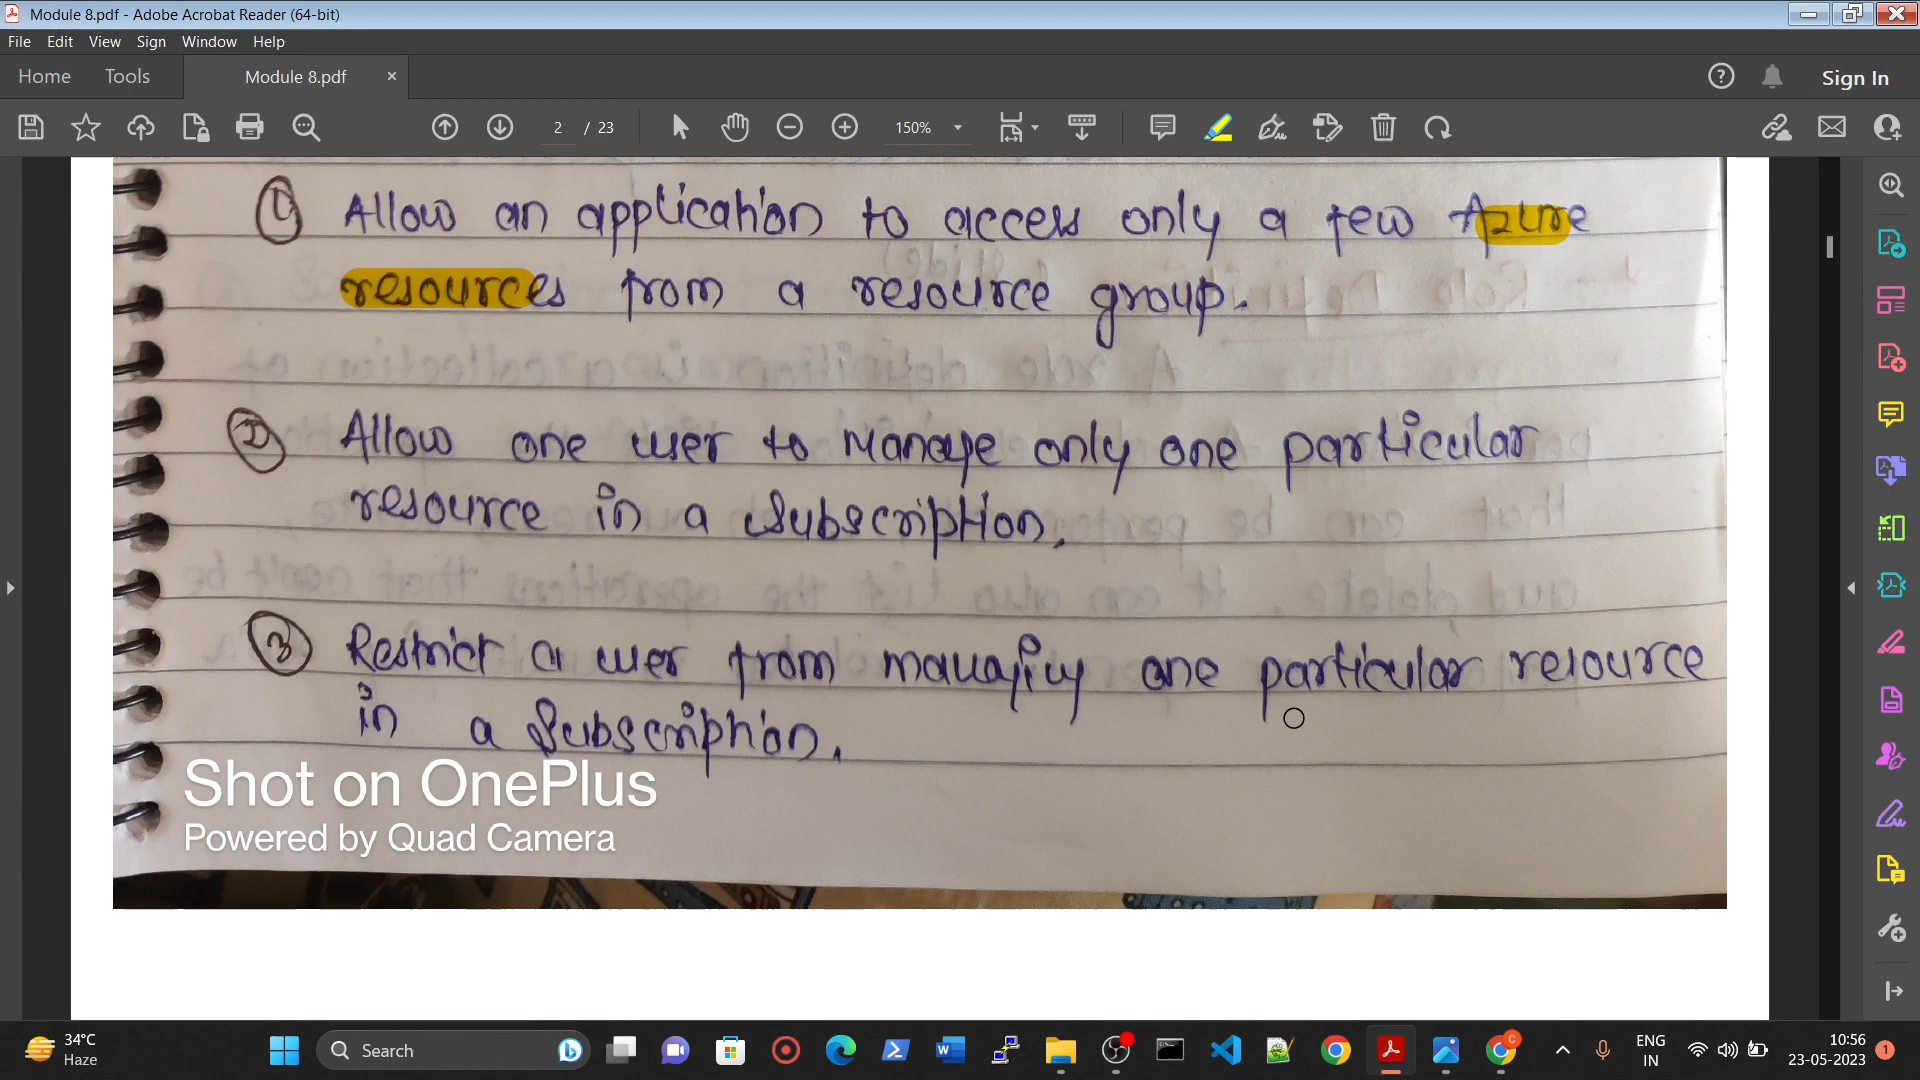 Module 8.pdf - Adobe Acrobat Reader (64-bit)
File Edit View Sign Window Help
Home Tools Module 8.pdf × Sign In
2 / 23 150%
① Allow an application to access only a few Azure
resources from a resource group.
② Allow one user to Manage only one particular
resource in a Subscription.
③ Restrict a user from managing one particular resource
in a Subscription.
Shot on OnePlus
Powered by Quad Camera
34°C
Haze
Search
ENG
IN
10:56
23-05-2023
1